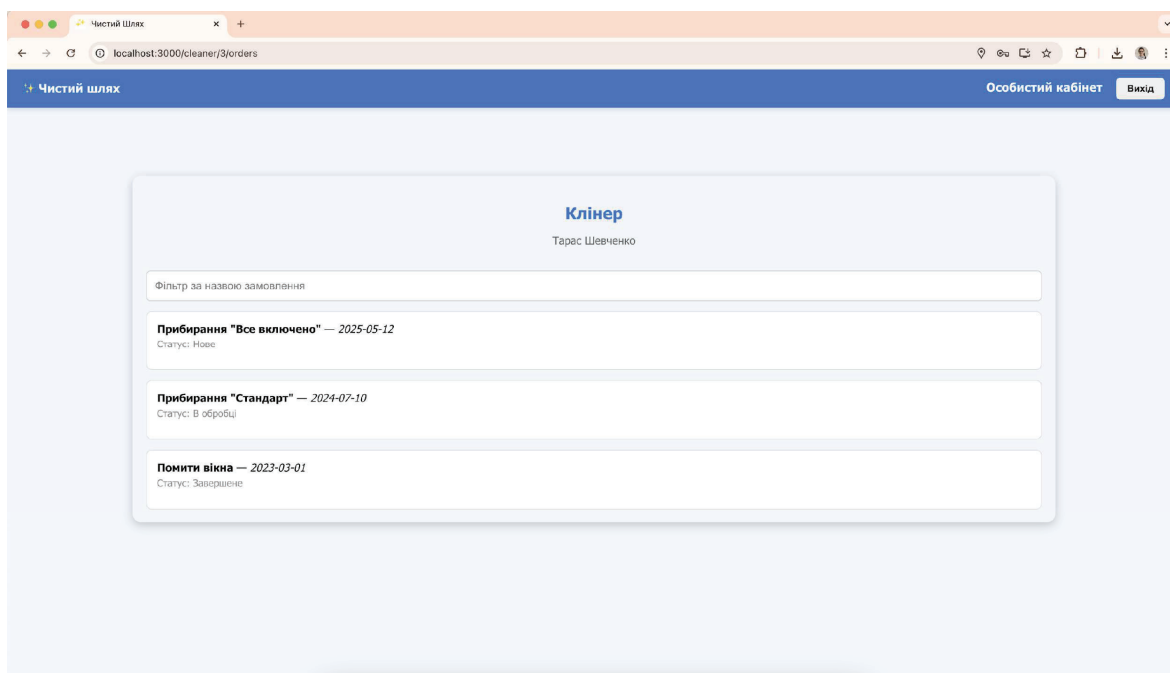 Чистий Шлях
localhost:3000/cleaner/3/orders
✨ Чистий шлях
Особистий кабінет
Вихід
Клінер
Тарас Шевченко
Фільтр за назвою замовлення
Прибирання "Все включено" — 2025-05-12
Статус: Нове
Прибирання "Стандарт" — 2024-07-10
Статус: В обробці
Помити вікна — 2023-03-01
Статус: Завершене